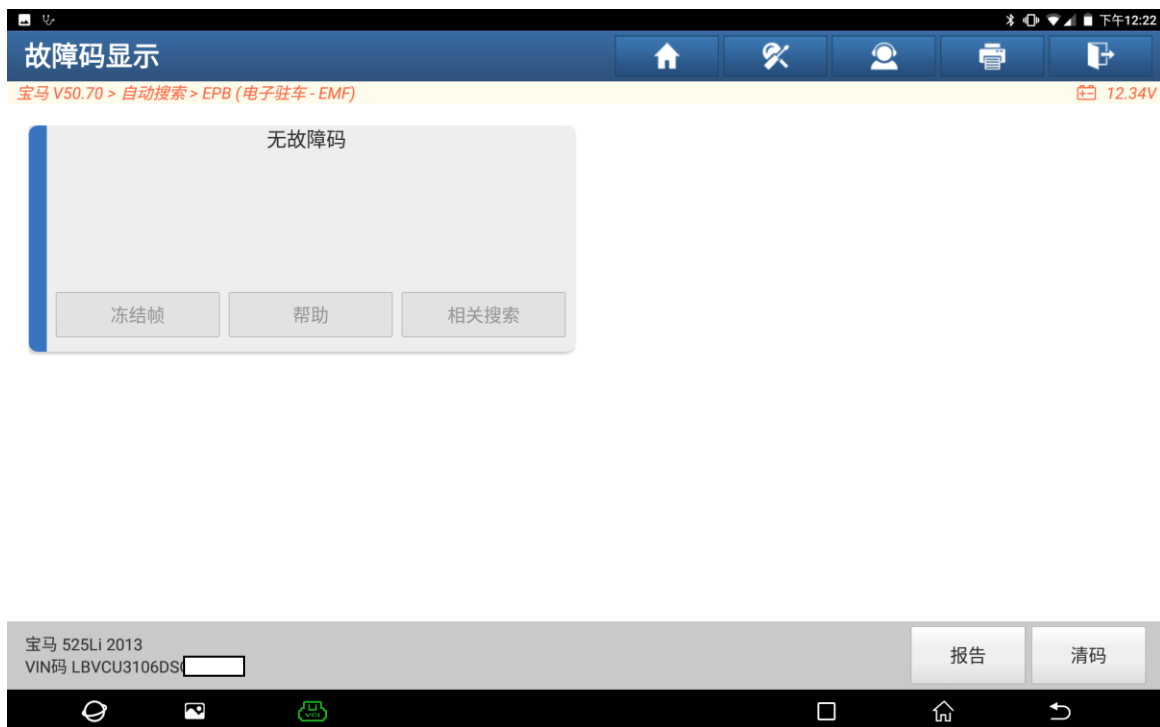 下午12:22
故障码显示
宝马 V50.70 > 自动搜索 > EPB (电子驻车 - EMF)
12.34V
无故障码
冻结帧
帮助
相关搜索
宝马 525Li 2013
VIN码 LBVCU3106DS
报告
清码
VCI